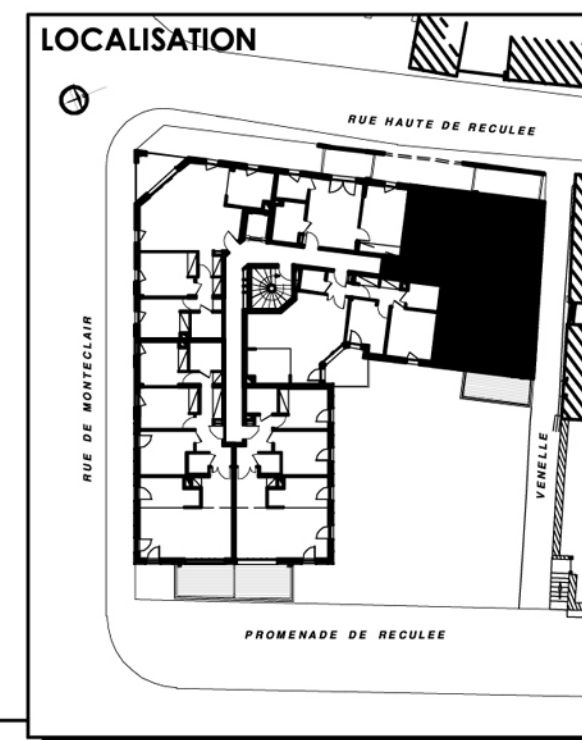 LOCALISATION
RUE HAUTE DE RECULEE
RUE DE MONTECLAIR
VENELLE
PROMENADE DE RECULEE